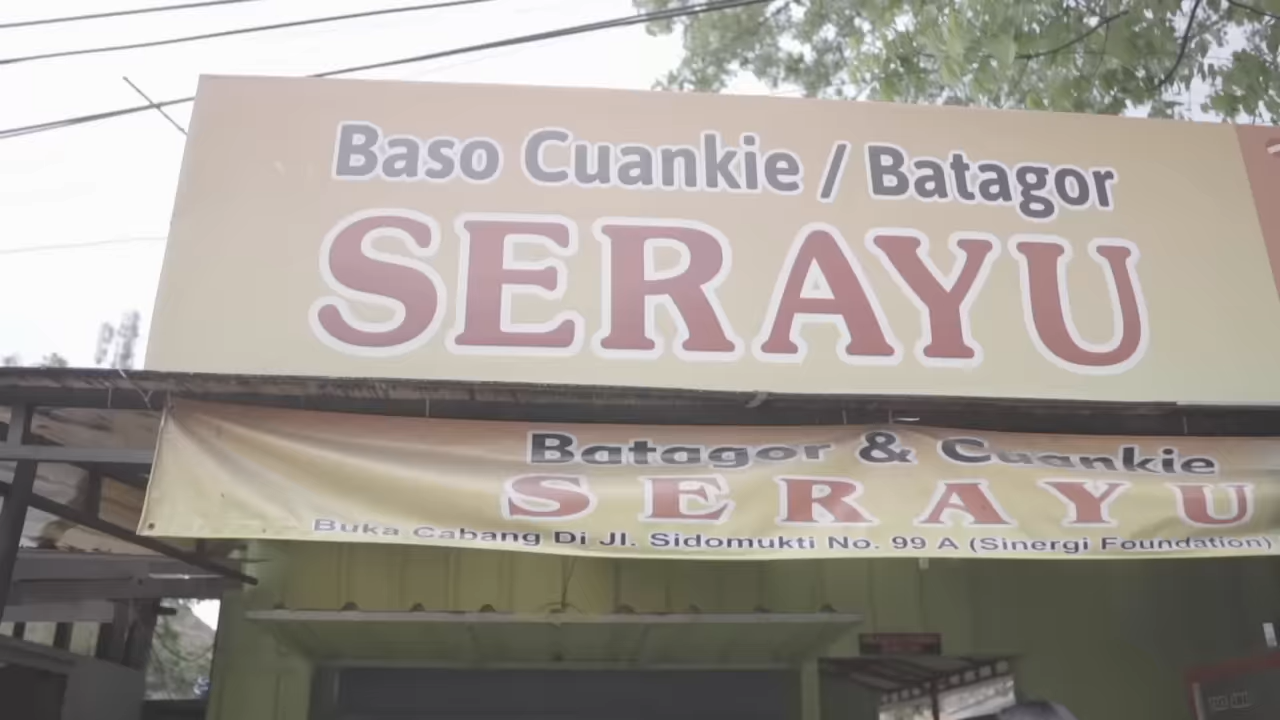 Baso Cuankie / Batagor
SERAYU
Batagor & Cuankie
SERAYU
Buka Cabang Di Jl. Sidomukti No. 99 A (Sinergi Foundation)